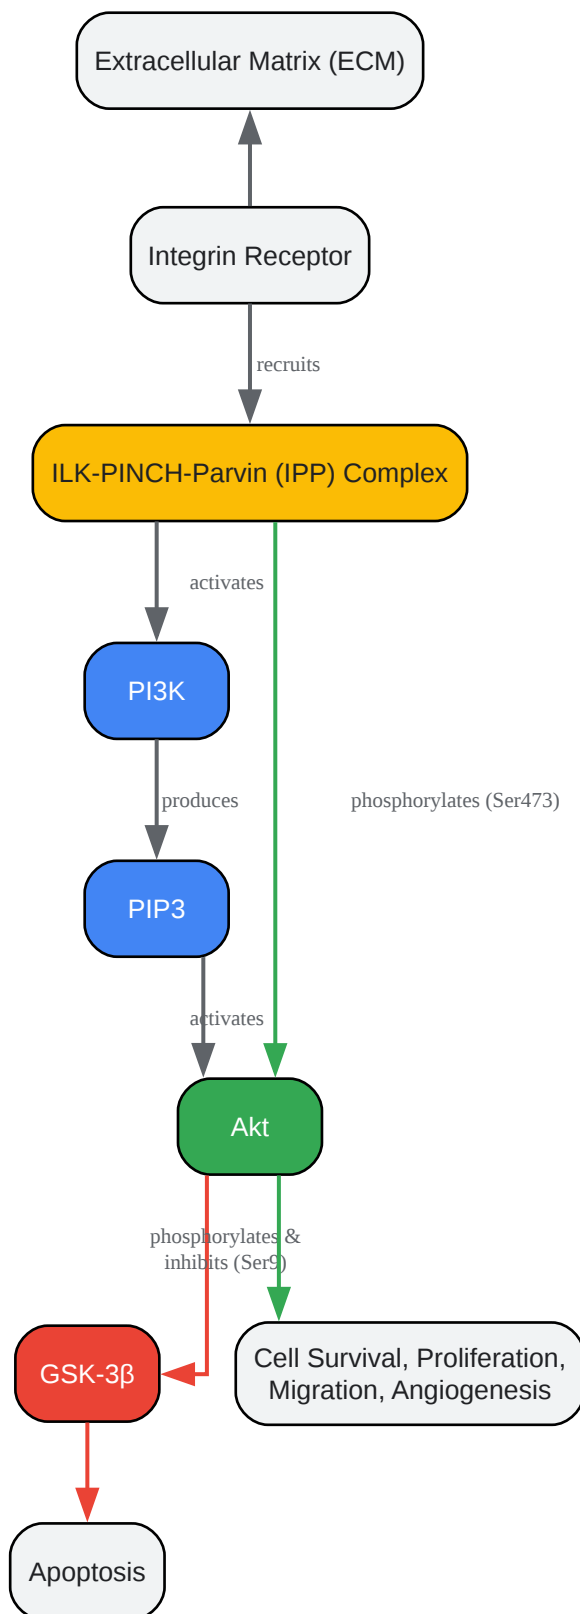 Extracellular Matrix (ECM)
Integrin Receptor
recruits
ILK-PINCH-Parvin (IPP) Complex
activates
PI3K
produces
phosphorylates (Ser473)
PIP3
activates
Akt
phosphorylates &
inhibits (Ser9)
GSK-3β
Cell Survival, Proliferation,
Migration, Angiogenesis
Apoptosis